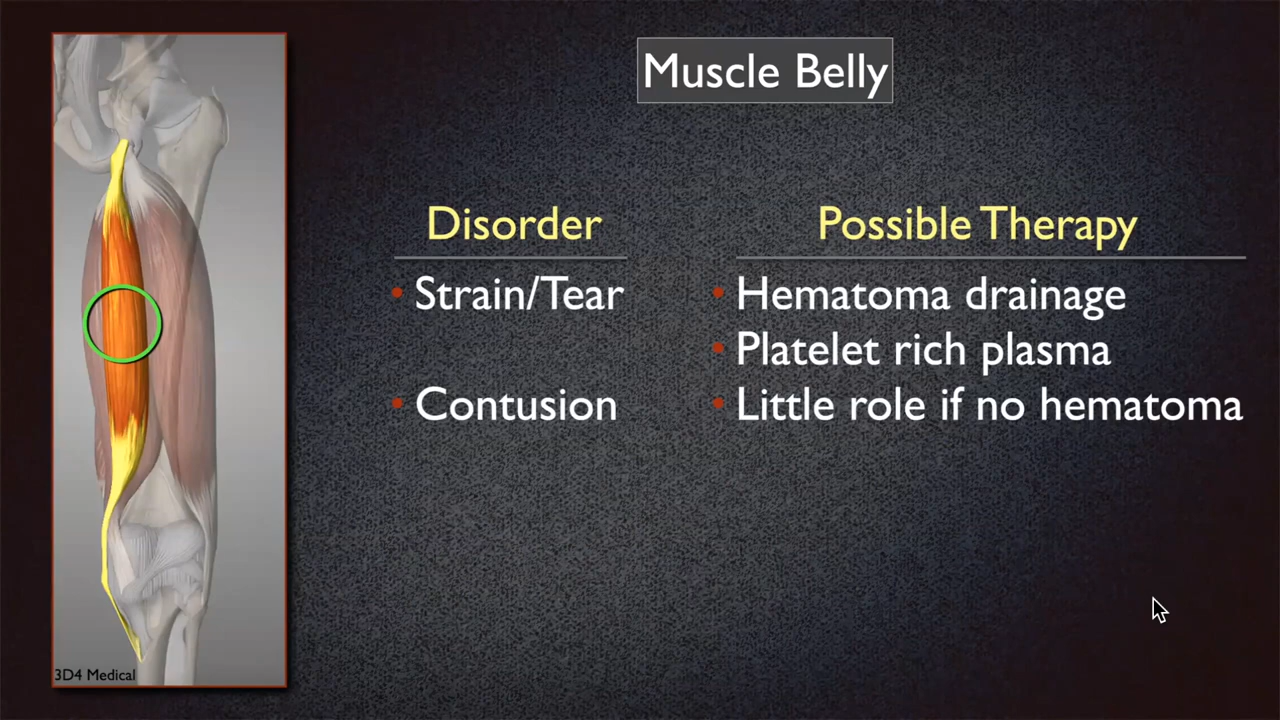 Muscle Belly
Disorder
Possible Therapy
• Strain/Tear
• Hematoma drainage
• Platelet rich plasma
• Contusion
• Little role if no hematoma
3D4 Medical